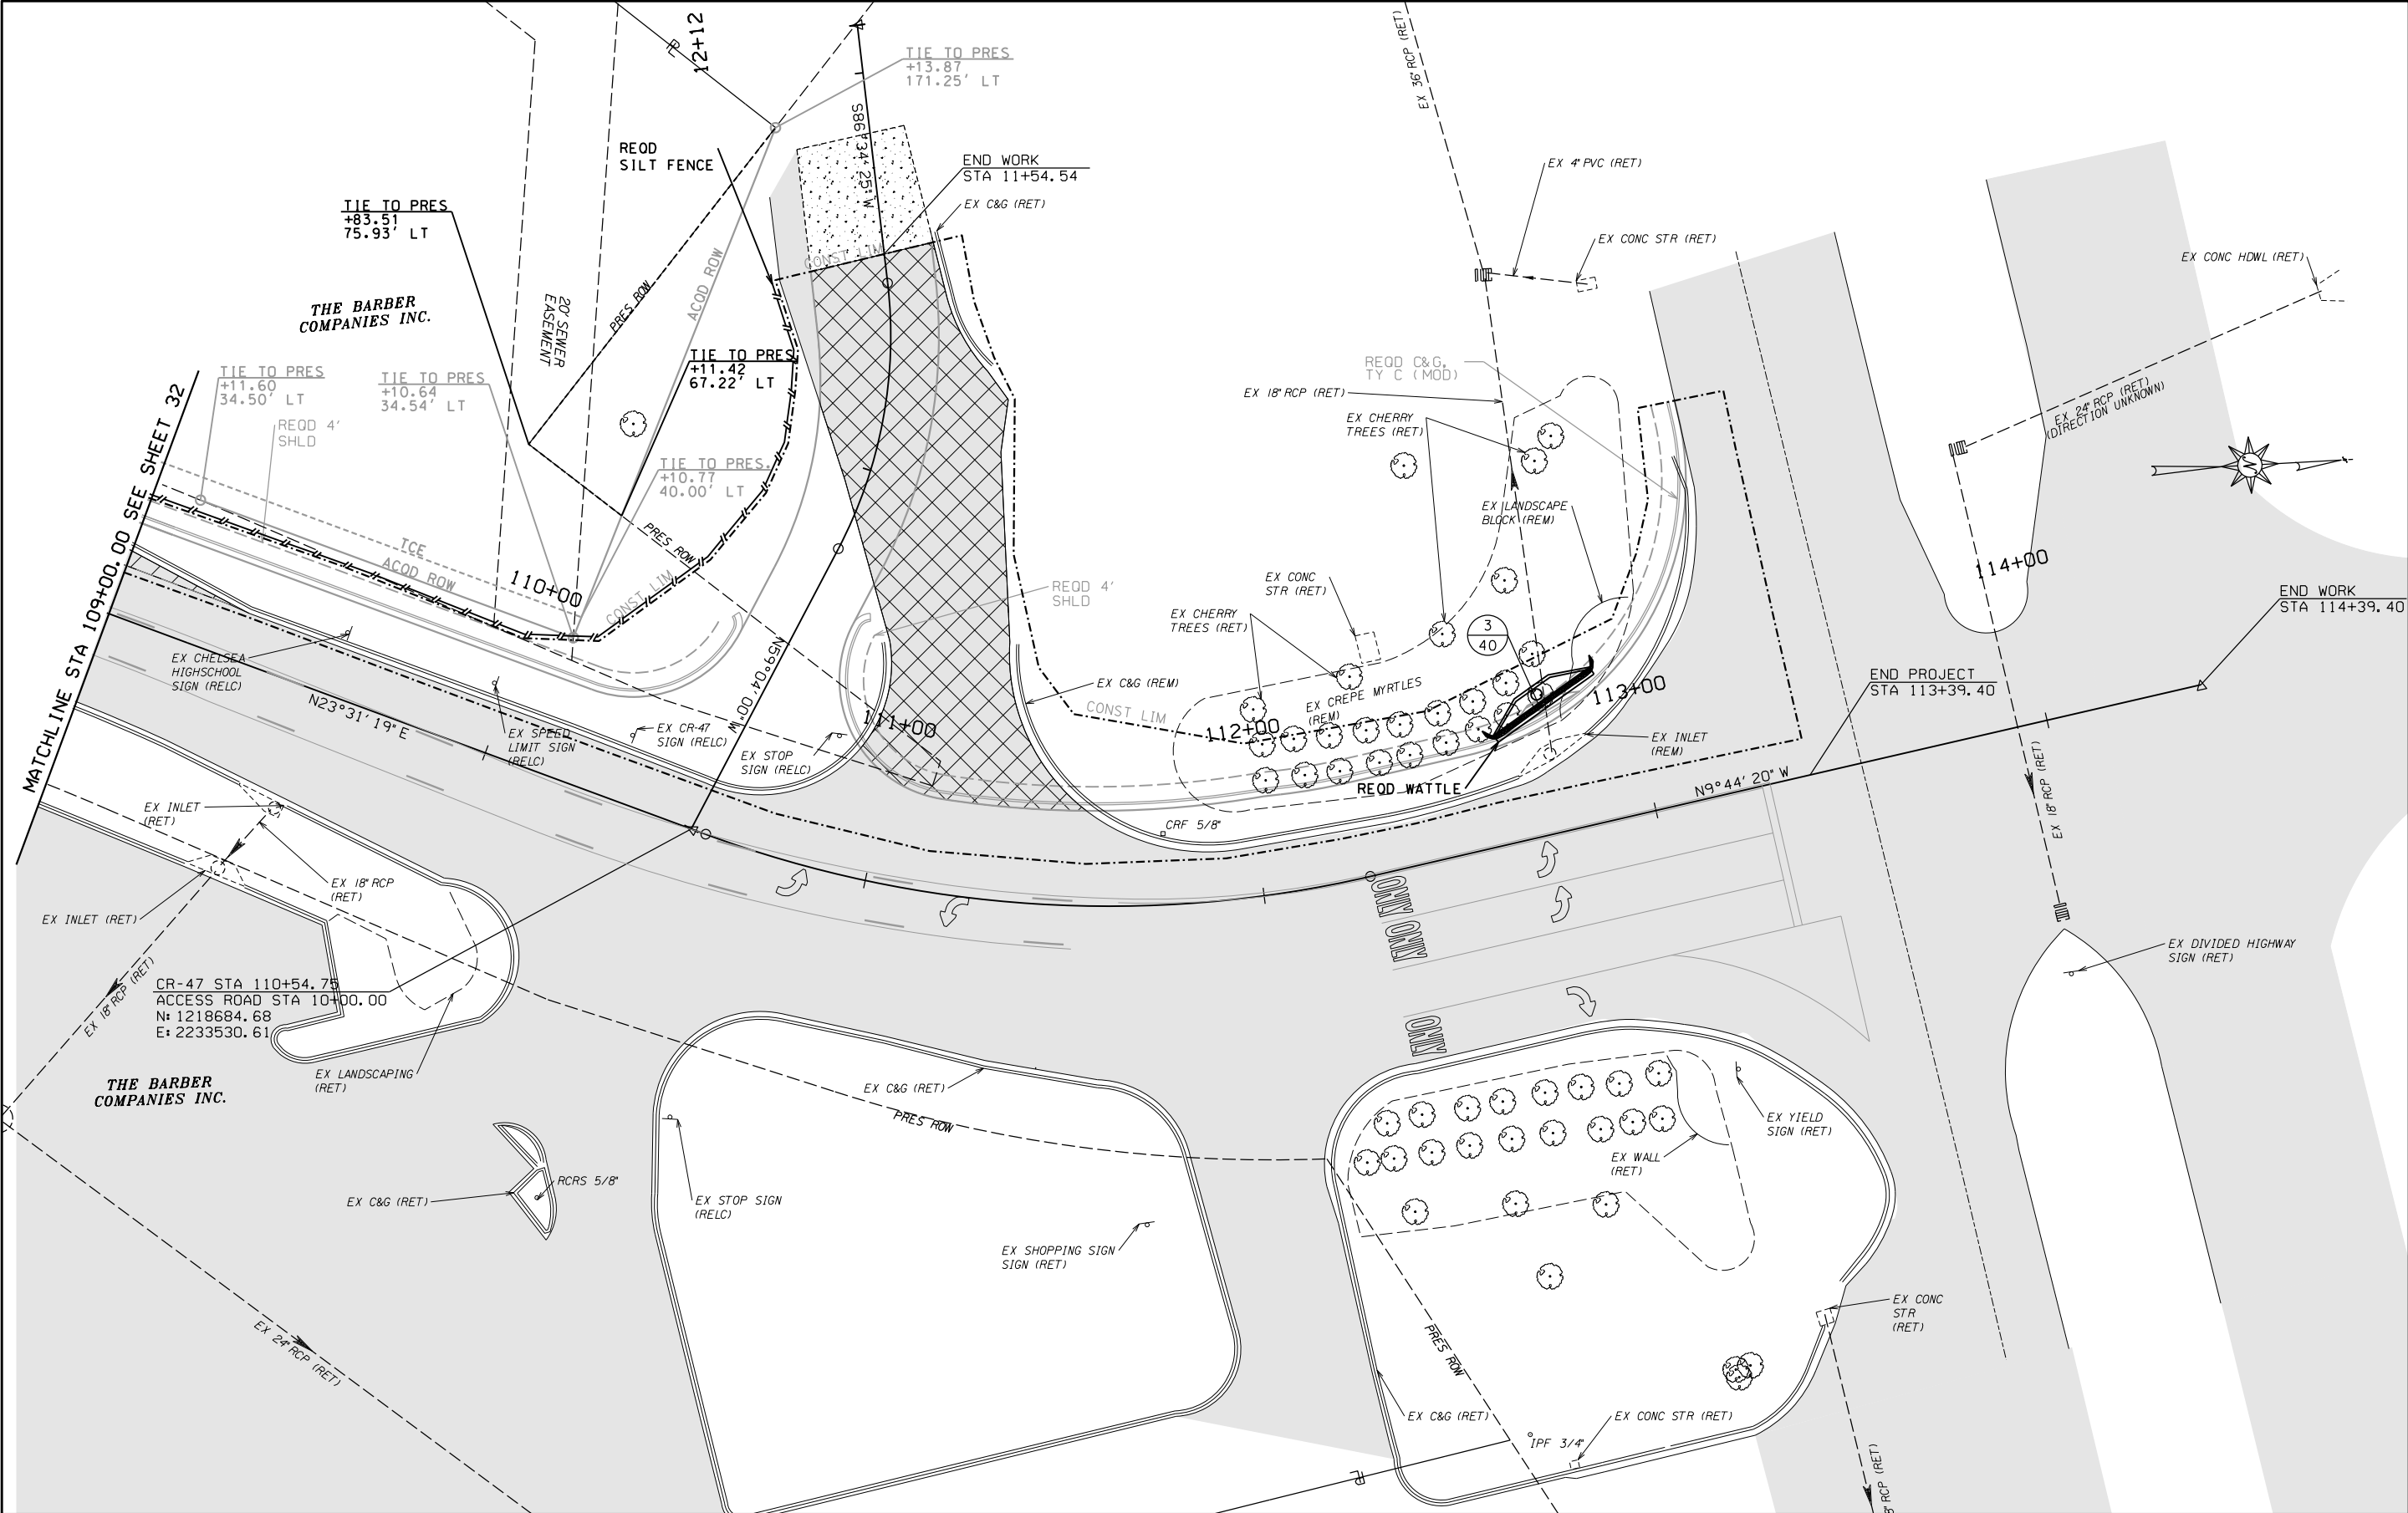 12+12
TIE TO PRES
+13.87
171.25' LT
EX 36" RCP (RET)
S86°34'25" W
REQD
SILT FENCE
END WORK
STA 11+54.54
EX C&G (RET)
EX 4" PVC (RET)
EX CONC STR (RET)
EX CONC HDWL (RET)
TIE TO PRES
+83.51
75.93' LT
CONST LIM
ACQD ROW
PRES ROW
20' SEWER
EASEMENT
THE BARBER
COMPANIES INC.
TIE TO PRES
+11.42
67.22' LT
TIE TO PRES
+11.60
34.50' LT
TIE TO PRES
+10.64
34.54' LT
REQD 4'
SHLD
REQD C&G,
TY C (MOD)
EX 18" RCP (RET)
EX CHERRY
TREES (RET)
EX 24" RCP (RET)
(DIRECTION UNKNOWN)
TIE TO PRES.
+10.77
40.00' LT
MATCHLINE STA 109+00.00 SEE SHEET 32
EX LANDSCAPE
BLOCK (REM)
PRES ROW
TCE
ACQD ROW
110+00
CONST LIM
REQD 4'
SHLD
EX CONC
STR (RET)
EX CHERRY
TREES (RET)
3
40
114+00
END WORK
STA 114+39.40
EX CHELSEA
HIGHSCHOOL
SIGN (RELC)
N59°04'00" W
EX C&G (REM)
END PROJECT
STA 113+39.40
N23°31'19" E
EX SPEED
LIMIT SIGN
(RELC)
EX CR-47
SIGN (RELC)
EX STOP
SIGN (RELC)
111+00
CONST LIM
EX CREPE MYRTLES
(REM)
112+00
113+00
EX INLET
(REM)
REQD WATTLE
N9°44'20" W
EX 18" RCP (RET)
EX INLET
(RET)
CRF 5/8"
EX 18" RCP
(RET)
EX INLET (RET)
ONLY ONLY
ONLY
EX DIVIDED HIGHWAY
SIGN (RET)
EX 18" RCP (RET)
CR-47 STA 110+54.75
ACCESS ROAD STA 10+00.00
N: 1218684.68
E: 2233530.61
THE BARBER
COMPANIES INC.
EX LANDSCAPING
(RET)
EX C&G (RET)
PRES ROW
EX YIELD
SIGN (RET)
EX WALL
(RET)
EX C&G (RET)
RCRS 5/8"
EX STOP SIGN
(RELC)
EX SHOPPING SIGN
SIGN (RET)
EX CONC
STR
(RET)
EX 24" RCP (RET)
PRES ROW
EX C&G (RET)
EX CONC STR (RET)
IPF 3/4"